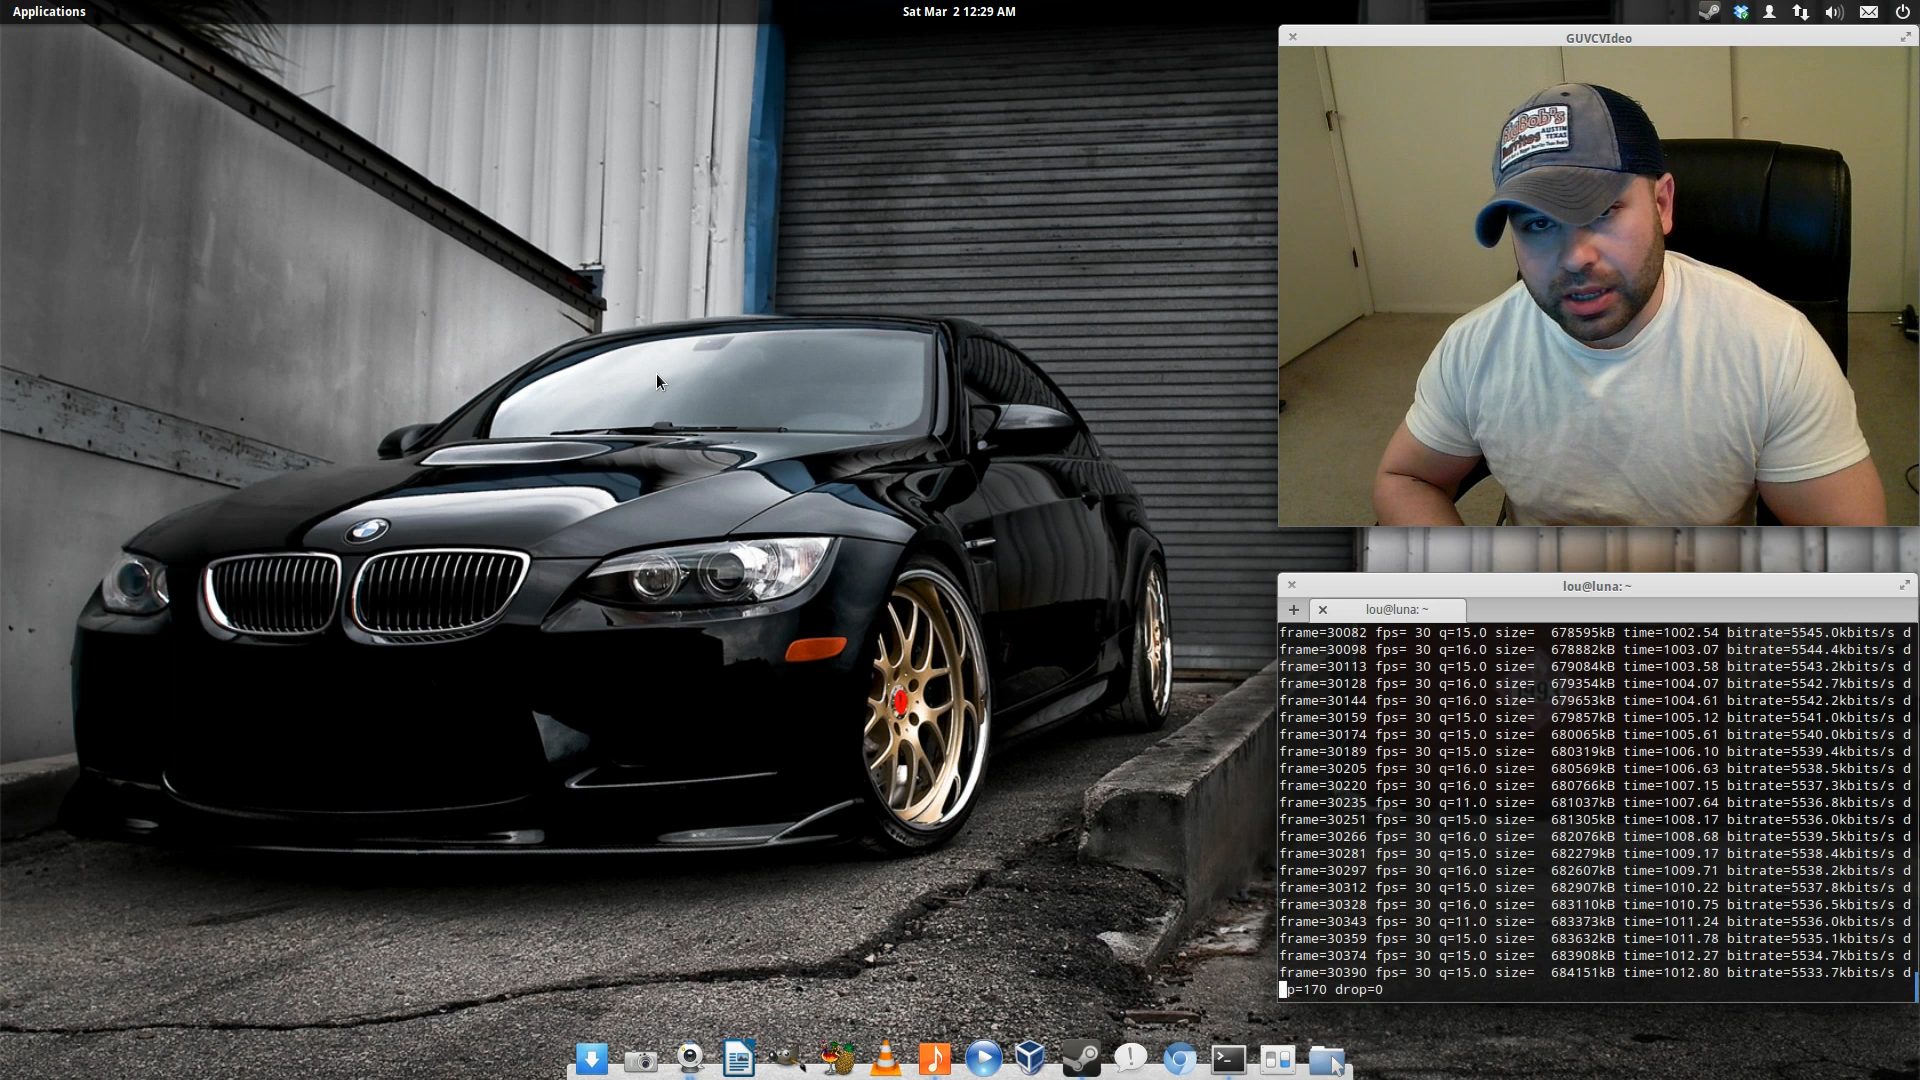 Applications
Sat Mar 2 12:29 AM
GUVCVIdeo
BigBob's
Burritos
AUSTIN
TEXAS
lou@luna: ~
lou@luna: ~
frame=30082 fps= 30 q=15.0 size= 678595kB time=1002.54 bitrate=5545.0kbits/s d
frame=30098 fps= 30 q=16.0 size= 678882kB time=1003.07 bitrate=5544.4kbits/s d
frame=30113 fps= 30 q=15.0 size= 679084kB time=1003.58 bitrate=5543.2kbits/s d
frame=30128 fps= 30 q=16.0 size= 679354kB time=1004.07 bitrate=5542.7kbits/s d
frame=30144 fps= 30 q=16.0 size= 679653kB time=1004.61 bitrate=5542.2kbits/s d
frame=30159 fps= 30 q=15.0 size= 679857kB time=1005.12 bitrate=5541.0kbits/s d
frame=30174 fps= 30 q=15.0 size= 680065kB time=1005.61 bitrate=5540.0kbits/s d
frame=30189 fps= 30 q=15.0 size= 680319kB time=1006.10 bitrate=5539.4kbits/s d
frame=30205 fps= 30 q=16.0 size= 680569kB time=1006.63 bitrate=5538.5kbits/s d
frame=30220 fps= 30 q=16.0 size= 680766kB time=1007.15 bitrate=5537.3kbits/s d
frame=30235 fps= 30 q=11.0 size= 681037kB time=1007.64 bitrate=5536.8kbits/s d
frame=30251 fps= 30 q=15.0 size= 681305kB time=1008.17 bitrate=5536.0kbits/s d
frame=30266 fps= 30 q=16.0 size= 682076kB time=1008.68 bitrate=5539.5kbits/s d
frame=30281 fps= 30 q=15.0 size= 682279kB time=1009.17 bitrate=5538.4kbits/s d
frame=30297 fps= 30 q=16.0 size= 682607kB time=1009.71 bitrate=5538.2kbits/s d
frame=30312 fps= 30 q=15.0 size= 682907kB time=1010.22 bitrate=5537.8kbits/s d
frame=30328 fps= 30 q=16.0 size= 683110kB time=1010.75 bitrate=5536.5kbits/s d
frame=30343 fps= 30 q=11.0 size= 683373kB time=1011.24 bitrate=5536.0kbits/s d
frame=30359 fps= 30 q=15.0 size= 683632kB time=1011.78 bitrate=5535.1kbits/s d
frame=30374 fps= 30 q=15.0 size= 683908kB time=1012.27 bitrate=5534.7kbits/s d
frame=30390 fps= 30 q=15.0 size= 684151kB time=1012.80 bitrate=5533.7kbits/s d
p=170 drop=0